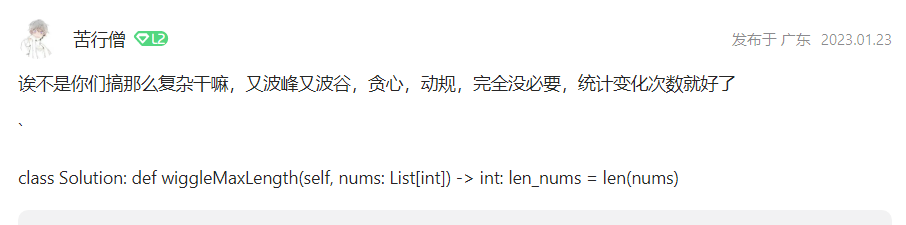 苦行僧 L2 发布于 广东 2023.01.23
诶不是你们搞那么复杂干嘛，又波峰又波谷，贪心，动规，完全没必要，统计变化次数就好了
`
class Solution: def wiggleMaxLength(self, nums: List[int]) -> int: len_nums = len(nums)